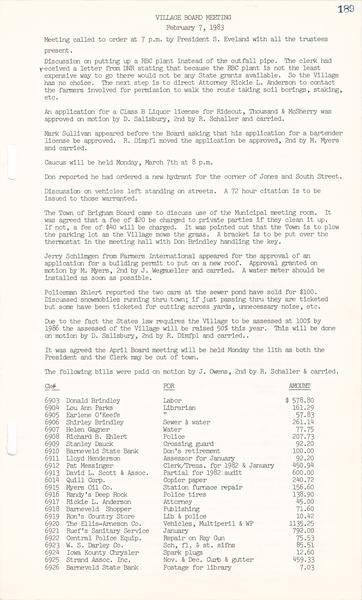 189
VILLAGE BOARD MEETING
February 7, 1983
Meeting called to order at 7 p.m. by President S. Eveland with all the trustees
present.
Discussion on putting up a RBC plant instead of the outfall pipe. The clerk had
received a letter from DNR stating that because the RBC plant is not the least
expensive way to go there would not be any State grants available. So the Village
has no choice. The next step is to direct Attorney Rickie L. Anderson to contact
the farmers involved for permission to walk the route taking soil borings, staking,
etc.
An application for a Class B Liquor license for Rideout, Thousand & McSherry was
approved on motion by D. Salisbury, 2nd by R. Schaller and carried.
Mark Sullivan appeared before the Board asking that his application for a bartender
license be approved. R. Dimpfl moved the application be approved, 2nd by M. Myers
and carried.
Caucus will be held Monday, March 7th at 8 p.m.
Don reported he had ordered a new hydrant for the corner of Jones and South Street.
Discussion on vehicles left standing on streets. A 72 hour citation is to be
issued to those warranted.
The Town of Brigham Board came to discuss use of the Municipal meeting room. It
was agreed that a fee of $20 be charged to private parties if they clean it up.
If not, a fee of $40 will be charged. It was pointed out that the Town is to plow
the parking lot as the Village mows the grass. A bracket is to be put over the
thermostat in the meeting hall with Don Brindley handling the key.
Jerry Schlimgen from Farmers International appeared for the approval of an
application for a building permit to put on a new roof. Approval granted on
motion by M. Myers, 2nd by J. Wegmueller and carried. A water meter should be
installed as soon as possible.
Policeman Ehlert reported the two cars at the sewer pond have sold for $100.
Discussed snowmobiles running thru town; if just passing thru they are ticketed
but some have been ticketed for cutting across yards, unnecessary noise, etc.
Due to the fact the State law requires the Village to be assessed at 100% by
1986 the assessed of the Village will be raised 50% this year. This will be done
on motion by D. Salisbury, 2nd by R. Dimpfl and carried..
It was agreed the April Board meeting will be held Monday the 11th as both the
President and the Clerk may be out of town.
The following bills were paid on motion by J. Owens, 2nd by R. Schaller & carried.
Ck# FOR AMOUNT
6903 Donald Brindley Labor $ 578.80
6904 Lou Ann Parks Librarian 161.29
6905 Earlene O'Keefe " 57.83
6906 Shirley Brindley Sewer & water 261.14
6907 Helen Gagner Water 77.75
6908 Richard B. Ehlert Police 207.73
6909 Stanley Dauck Crossing guard 92.20
6910 Barneveld State Bank Don's retirement 100.00
6911 Lloyd Henderson Assessor for January 92.20
6912 Pat Messinger Clerk/Treas. for 1982 & January 450.94
6913 David L. Scott & Assoc. Partial for 1982 audit 600.00
6914 Quill Corp. Copier paper 240.72
6915 Myers Oil Co. Station furnace repair 156.60
6916 Randy's Deep Rock Police tires 138.90
6917 Rickie L. Anderson Attorney 45.00
6918 Barneveld Shopper Publishing 71.60
6919 Ron's Country Store Lib & police 10.42
6920 The Ellis-Arneson Co. Vehicles, Multiperil & WP 1135.25
6921 Ruef's Sanitary Service January 792.00
6922 Central Police Equip. Repair on Ray Gun 75.53
6923 W. S. Darley Co. Sch, fl, & st. signs 85.51
6924 Iowa County Chrysler Spark plugs 12.60
6925 Strand Assoc. Inc. Nov. & Dec. Curb & gutter 459.33
6926 Barneveld State Bank Postage for library 7.03